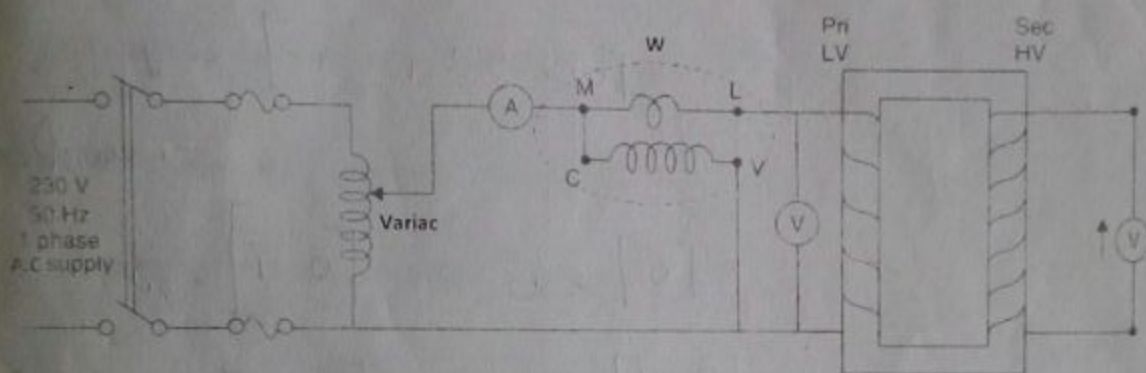 Pri
LV
Sec
HV
W
M
L
A
C
V
230 V
50 Hz
1 phase
A.C supply
Variac
V
V